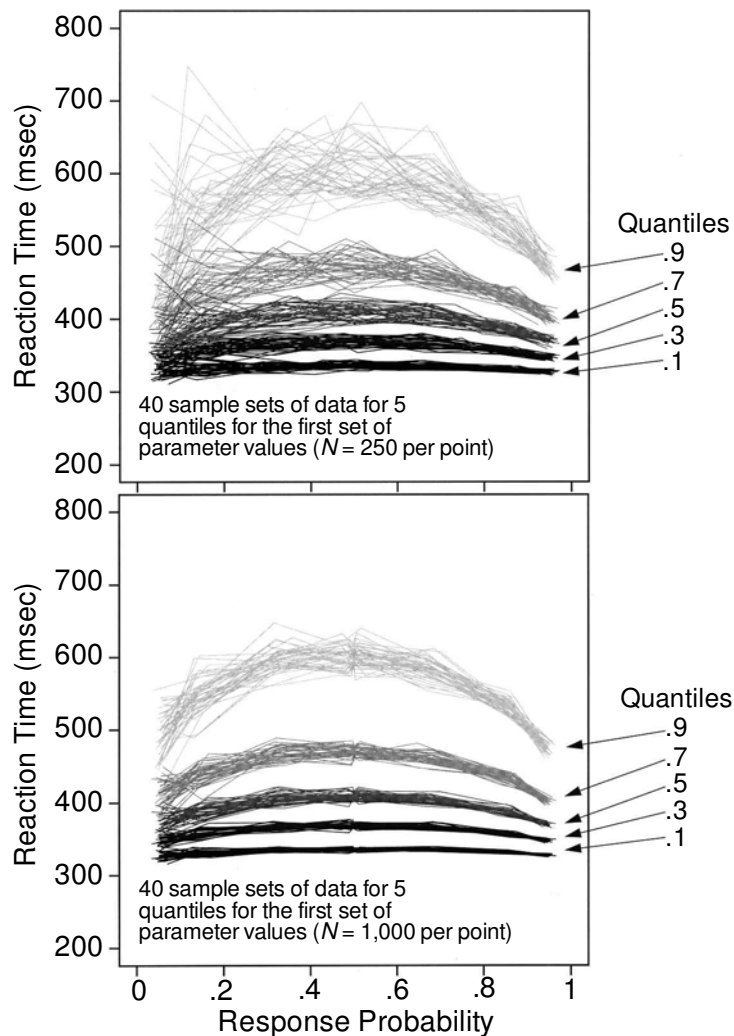 800
700
600
500
400
300
200
Reaction Time (msec)
Quantiles
.9
.7
.5
.3
.1
40 sample sets of data for 5
quantiles for the first set of
parameter values (N = 250 per point)
800
700
600
500
400
300
200
Reaction Time (msec)
Quantiles
.9
.7
.5
.3
.1
40 sample sets of data for 5
quantiles for the first set of
parameter values (N = 1,000 per point)
0 .2 .4 .6 .8 1
Response Probability